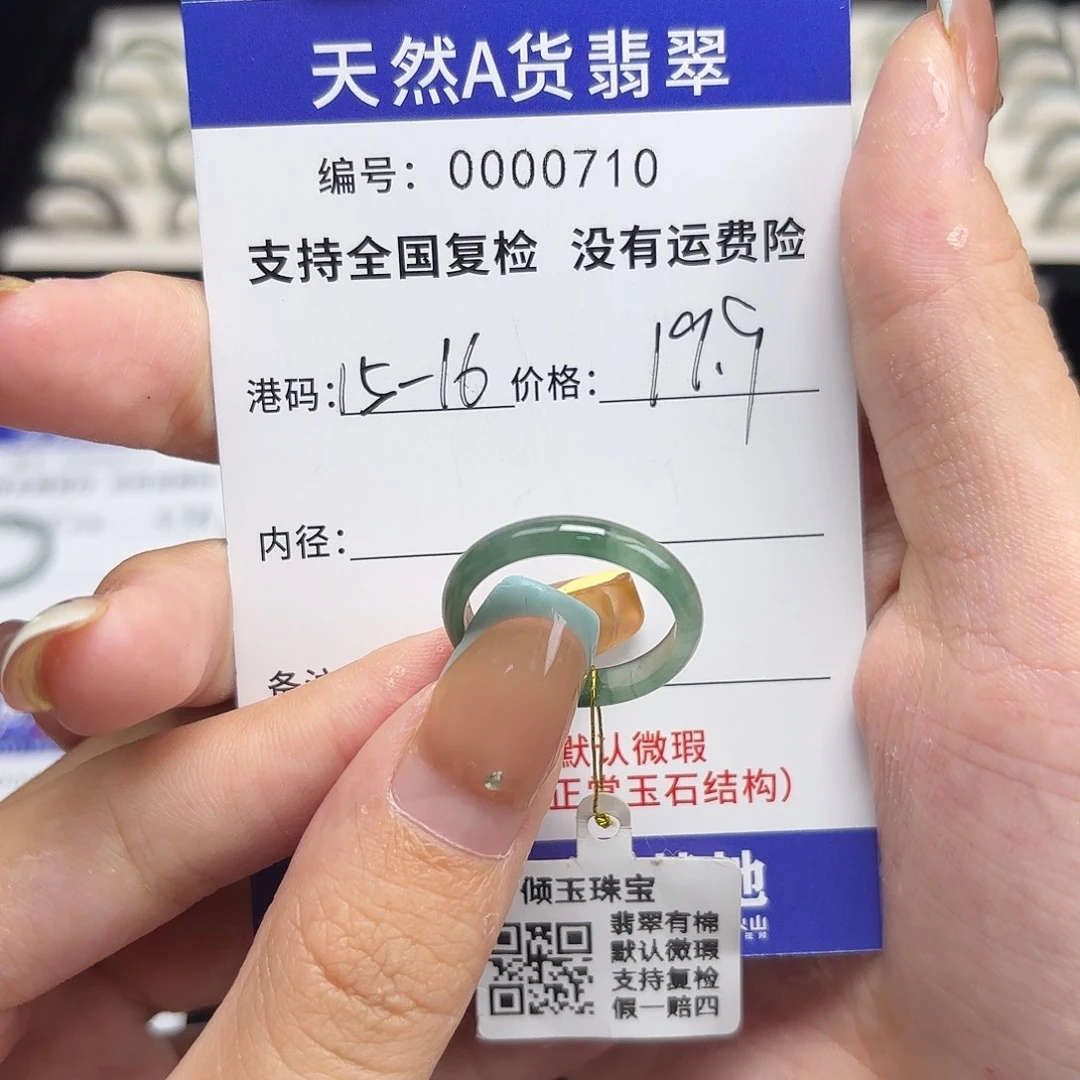 天然A货翡翠
编号：0000710
支持全国复检 没有运费险
港码：15-16 价格：19.9
内径：
默认微瑕
正常玉石结构）
地
倾玉珠宝
翡翠有棉
默认微瑕
支持复检
假一赔四